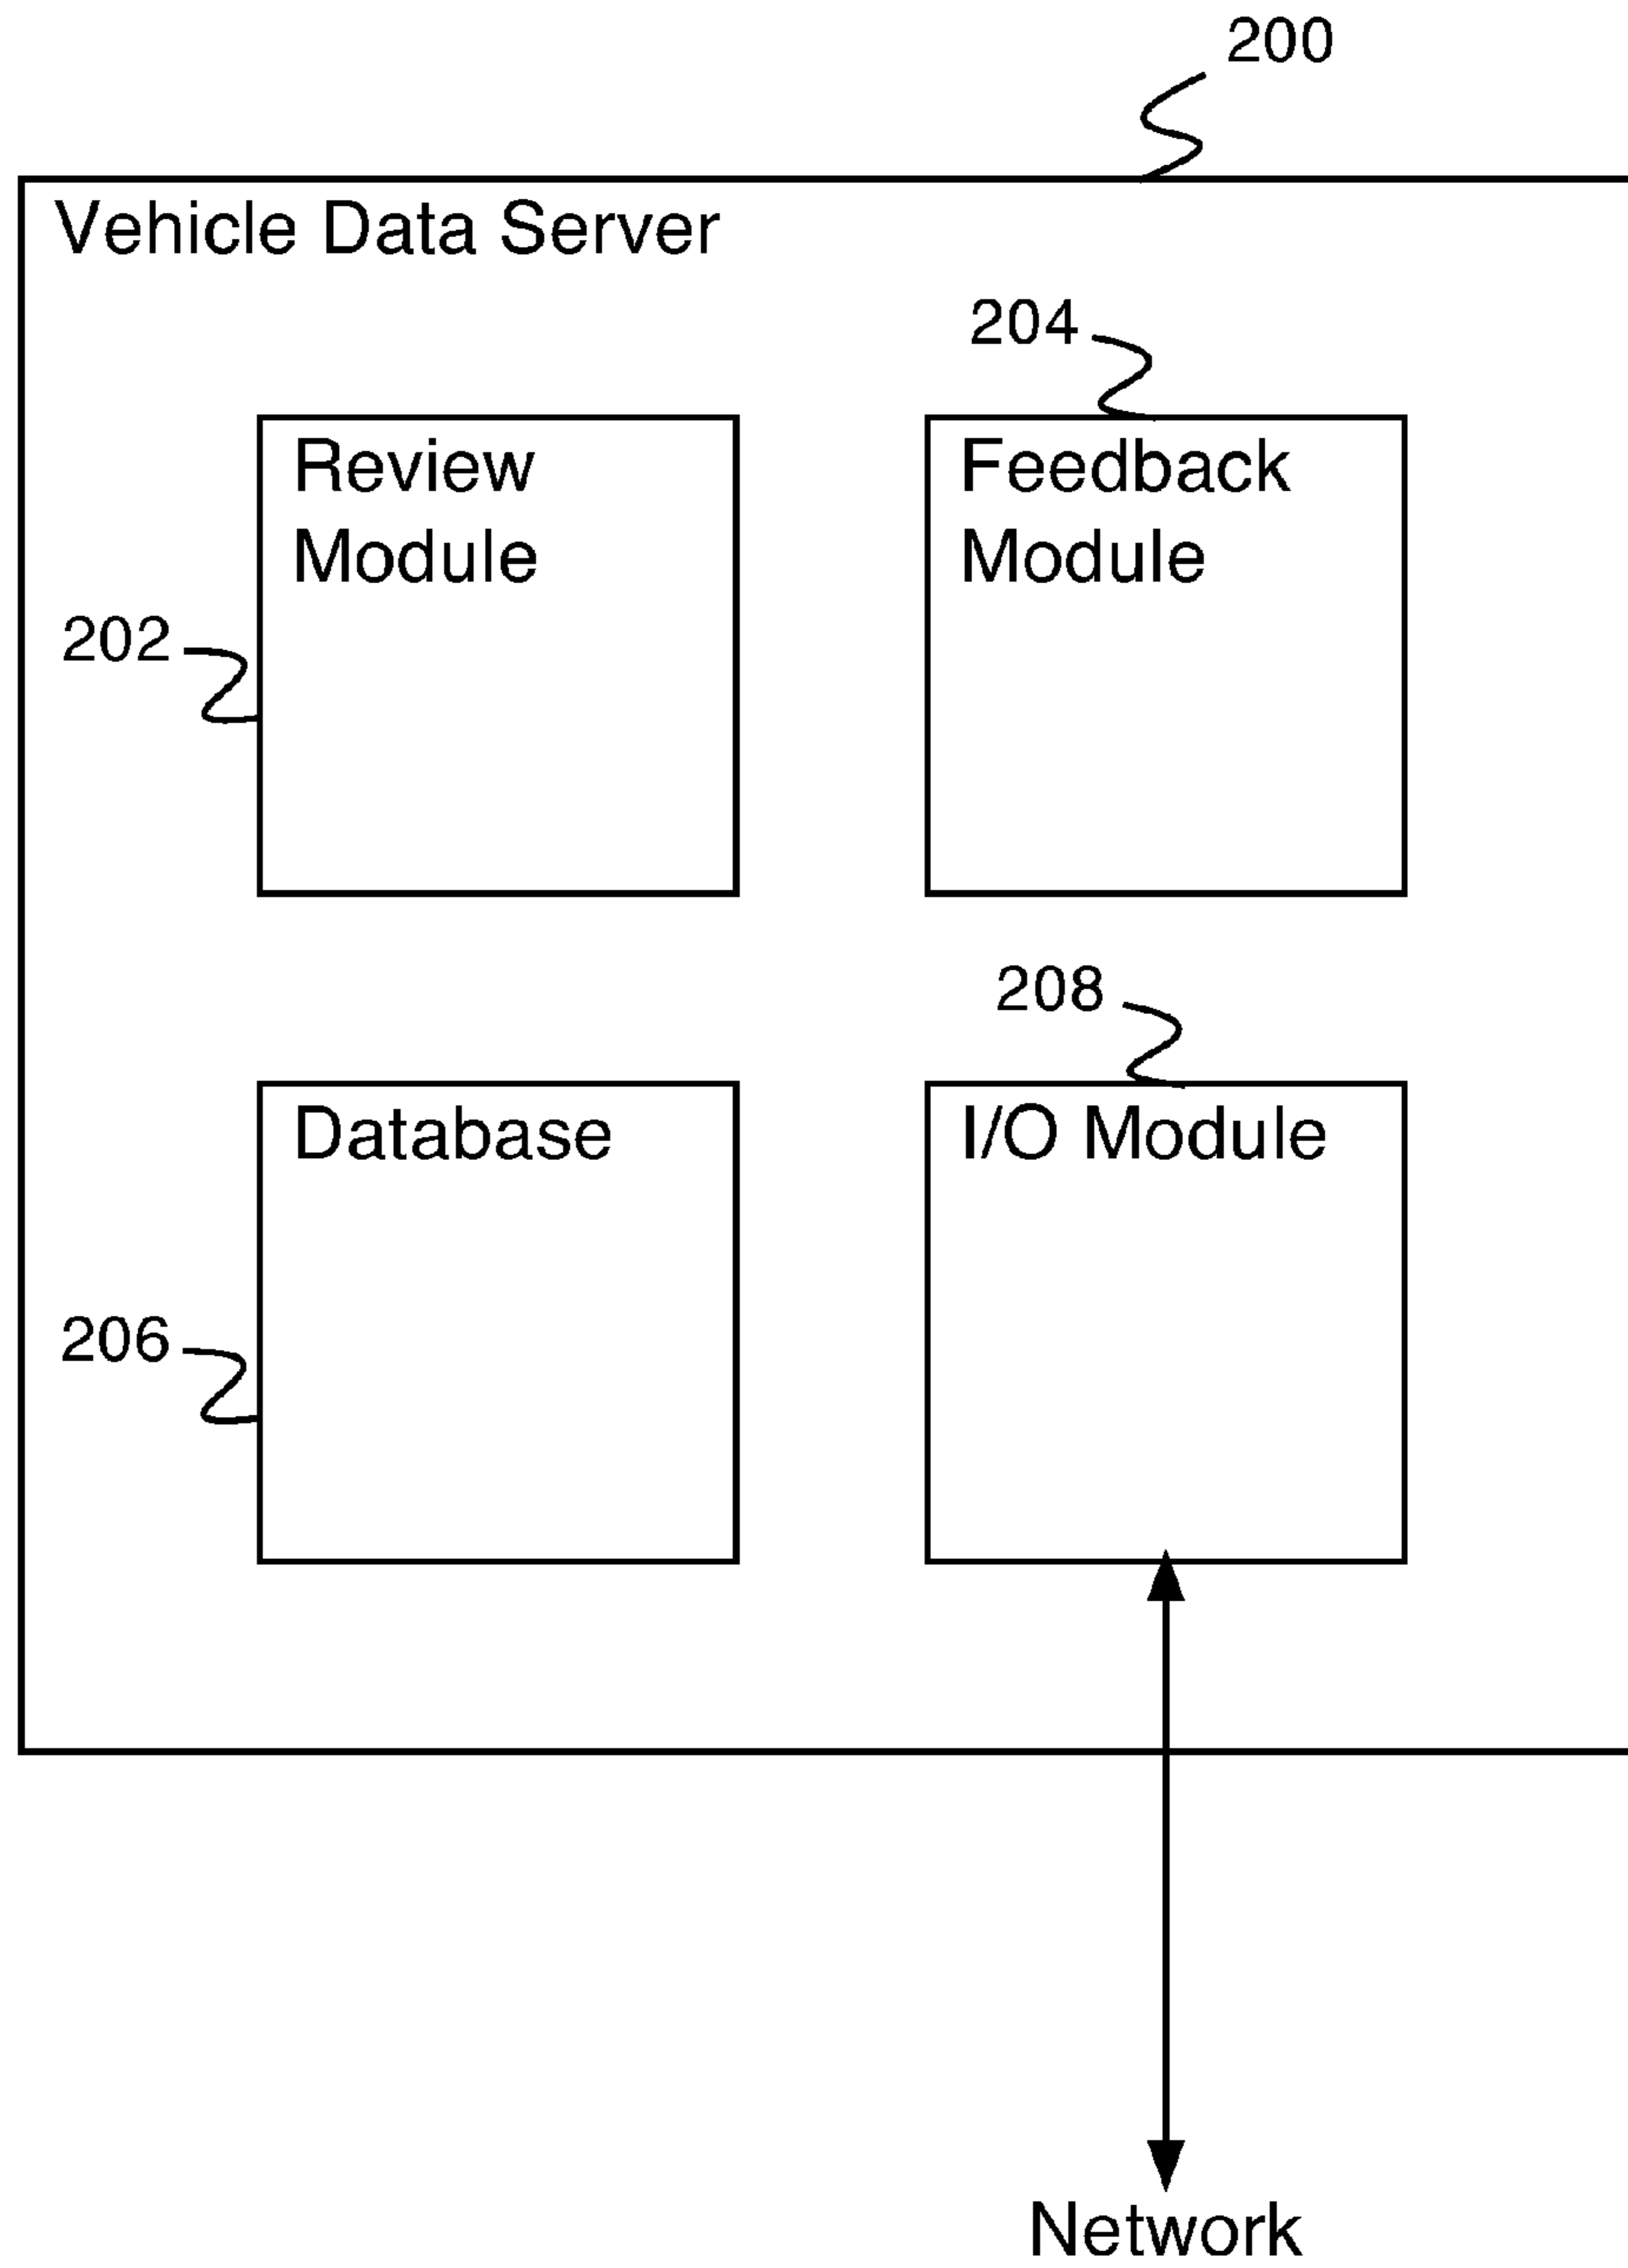 200
Vehicle Data Server
204
Review
Module
Feedback
Module
202
208
Database
I/O Module
206
Network